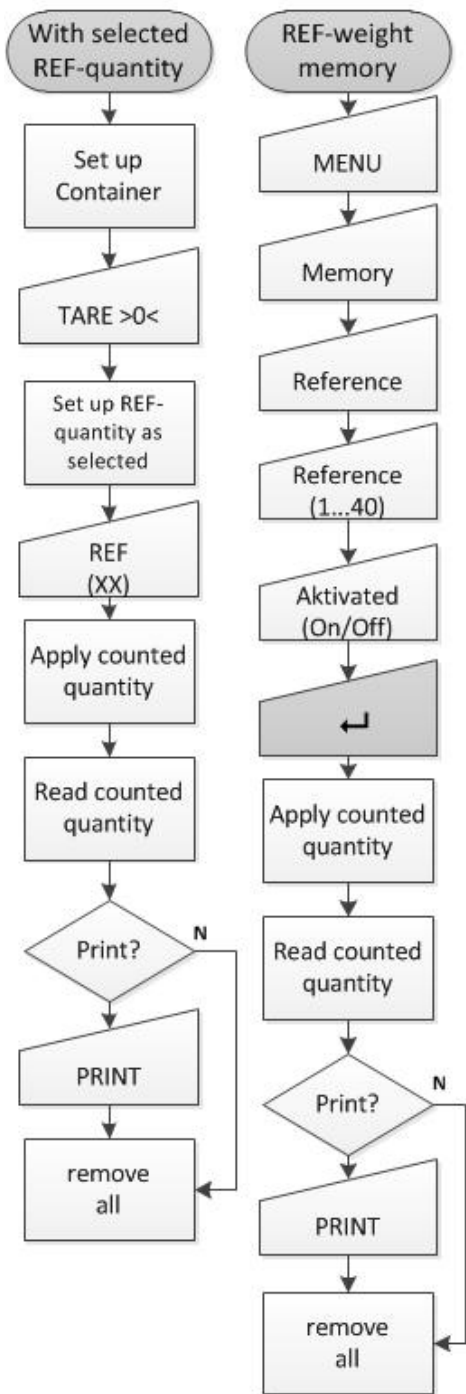 With selected
REF-quantity
Set up
Container
TARE >0<
Set up REF-
quantity as
selected
REF
(XX)
Apply counted
quantity
Read counted
quantity
Print?
N
PRINT
remove
all
REF-weight
memory
MENU
Memory
Reference
Reference
(1...40)
Aktivated
(On/Off)
↵
Apply counted
quantity
Read counted
quantity
Print?
N
PRINT
remove
all